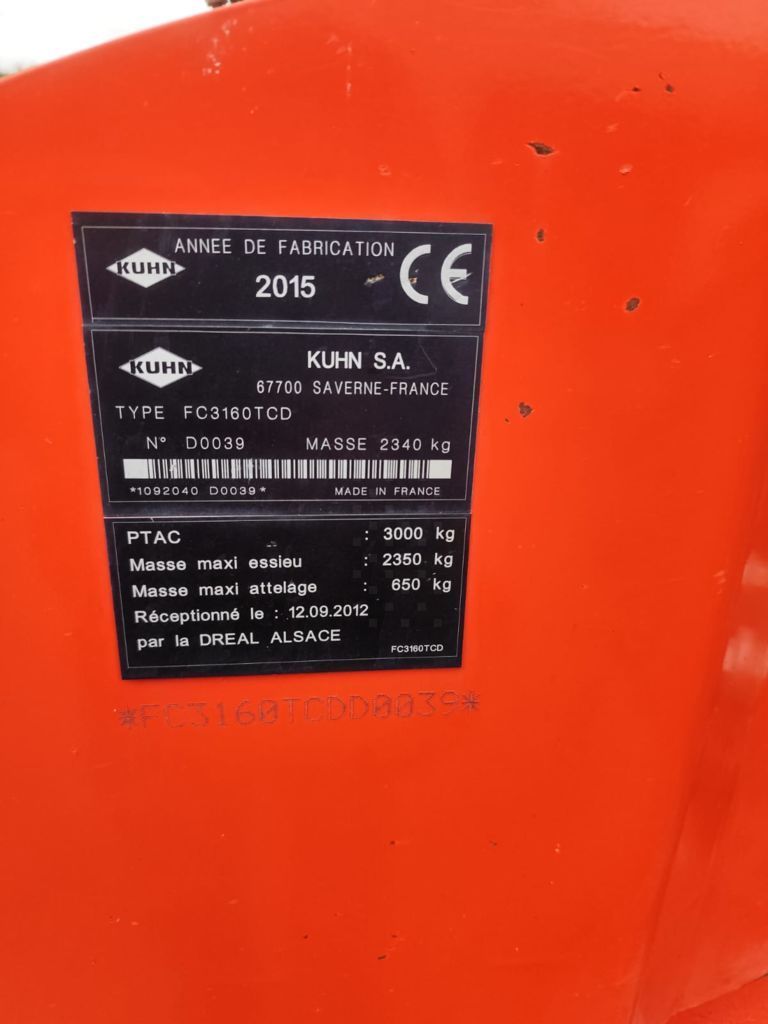 KUHN
ANNEE DE FABRICATION
2015
CE
KUHN
KUHN S.A.
67700 SAVERNE-FRANCE
TYPE FC3160TCD
N° D0039 MASSE 2340 kg
*1092040 D0039* MADE IN FRANCE
PTAC : 3000 kg
Masse maxi essieu : 2350 kg
Masse maxi attelage : 650 kg
Réceptionné le : 12.09.2012
par la DREAL ALSACE
FC3160TCD
*FC3160TCDD0039*